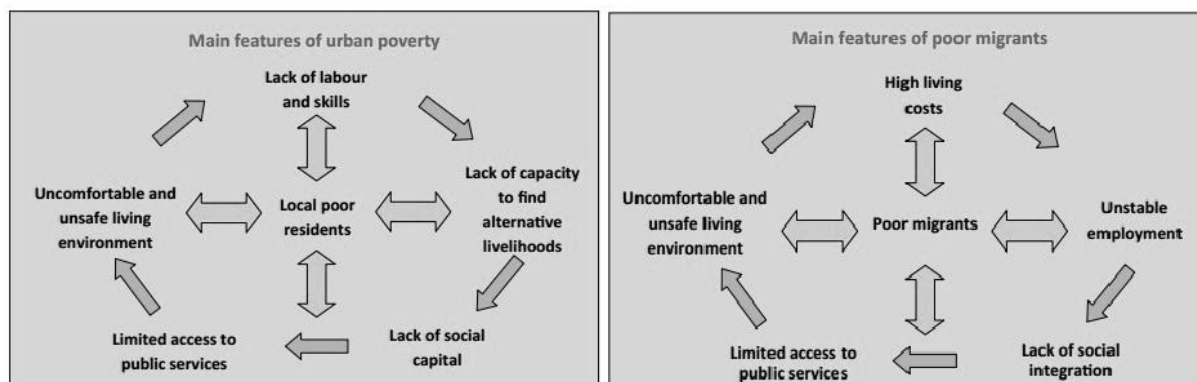 Main features of urban poverty
Lack of labour
and skills
Lack of capacity
to find
alternative
livelihoods
Uncomfortable and
unsafe living
environment
Local poor
residents
Limited access to
public services
Lack of social
capital
Main features of poor migrants
High living
costs
Uncomfortable and
unsafe living
environment
Poor migrants
Unstable
employment
Limited access to
public services
Lack of social
integration